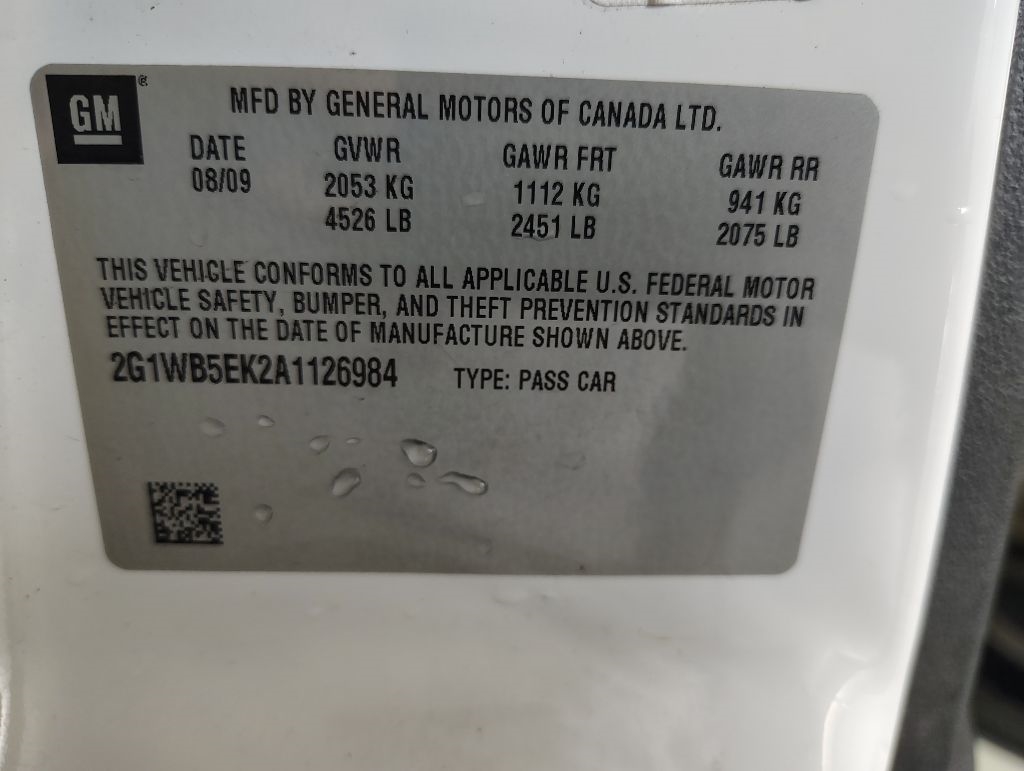 GM®
MFD BY GENERAL MOTORS OF CANADA LTD.
DATE GVWR GAWR FRT GAWR RR
08/09 2053 KG 1112 KG 941 KG
4526 LB 2451 LB 2075 LB
THIS VEHICLE CONFORMS TO ALL APPLICABLE U.S. FEDERAL MOTOR
VEHICLE SAFETY, BUMPER, AND THEFT PREVENTION STANDARDS IN
EFFECT ON THE DATE OF MANUFACTURE SHOWN ABOVE.
2G1WB5EK2A1126984 TYPE: PASS CAR